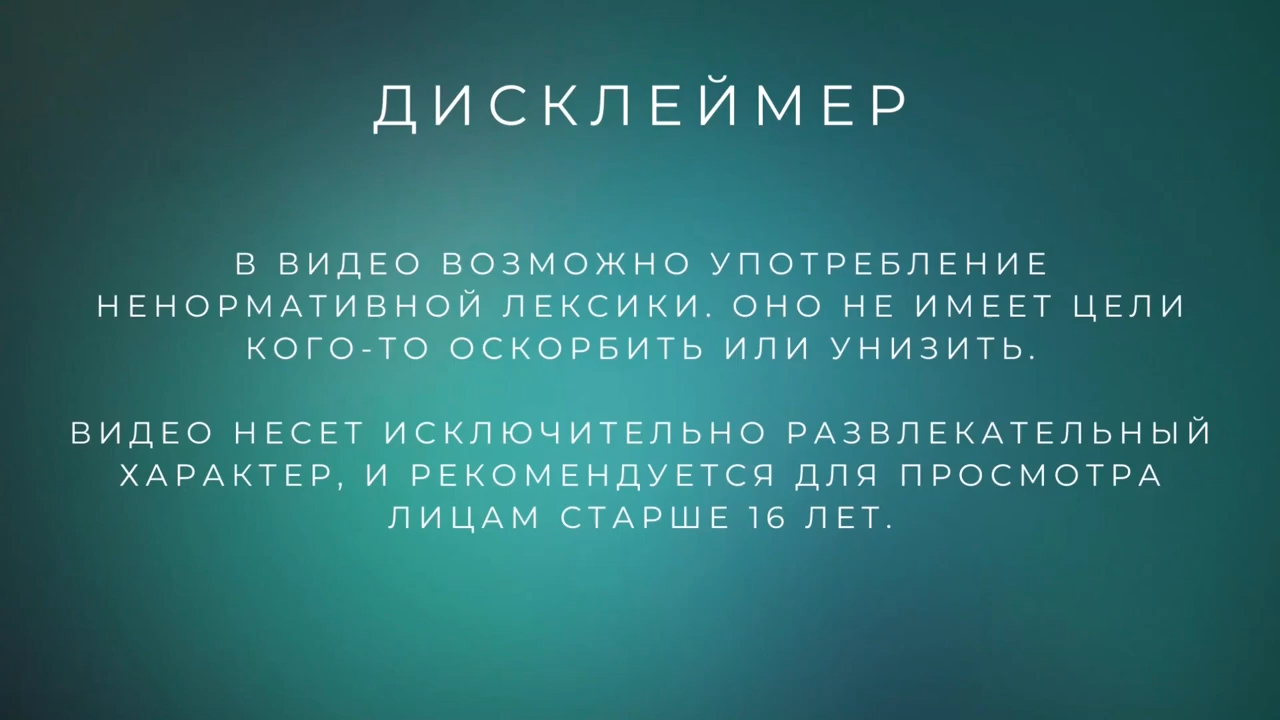 ДИСКЛЕЙМЕР
В ВИДЕО ВОЗМОЖНО УПОТРЕБЛЕНИЕ
НЕНОРМАТИВНОЙ ЛЕКСИКИ. ОНО НЕ ИМЕЕТ ЦЕЛИ
КОГО-ТО ОСКОРБИТЬ ИЛИ УНИЗИТЬ.
ВИДЕО НЕСЕТ ИСКЛЮЧИТЕЛЬНО РАЗВЛЕКАТЕЛЬНЫЙ
ХАРАКТЕР, И РЕКОМЕНДУЕТСЯ ДЛЯ ПРОСМОТРА
ЛИЦАМ СТАРШЕ 16 ЛЕТ.